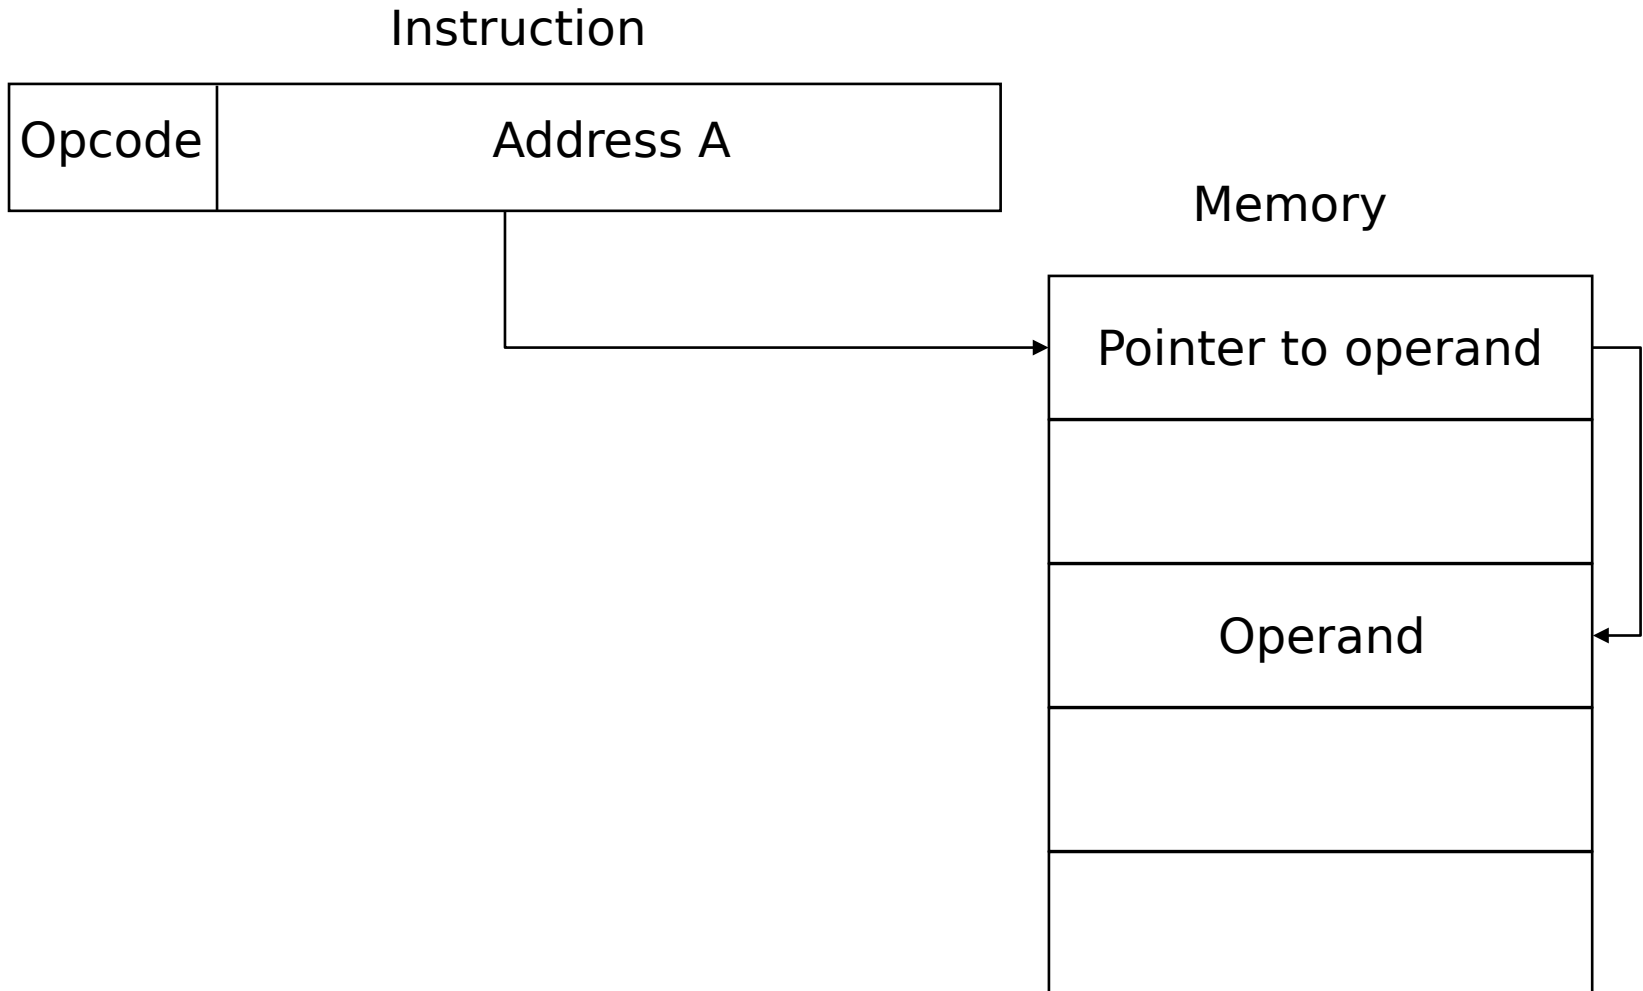 Instruction
Opcode
Address A
Memory
Pointer to operand
Operand